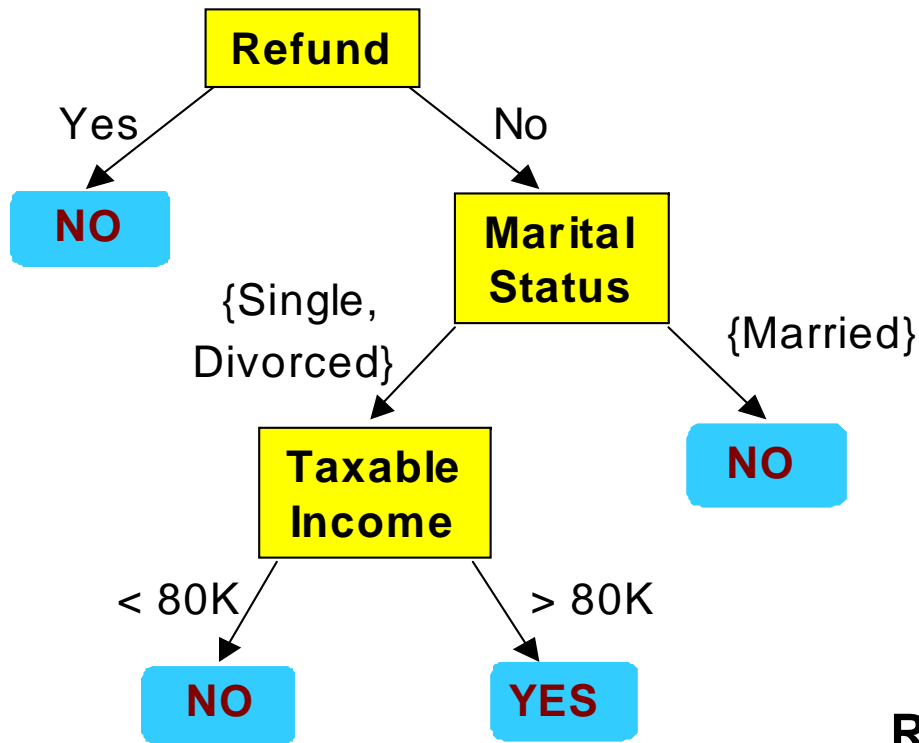 Refund
Yes
No
NO
Marital
Status
{Single,
Divorced}
{Married}
Taxable
Income
NO
< 80K
> 80K
NO
YES
R